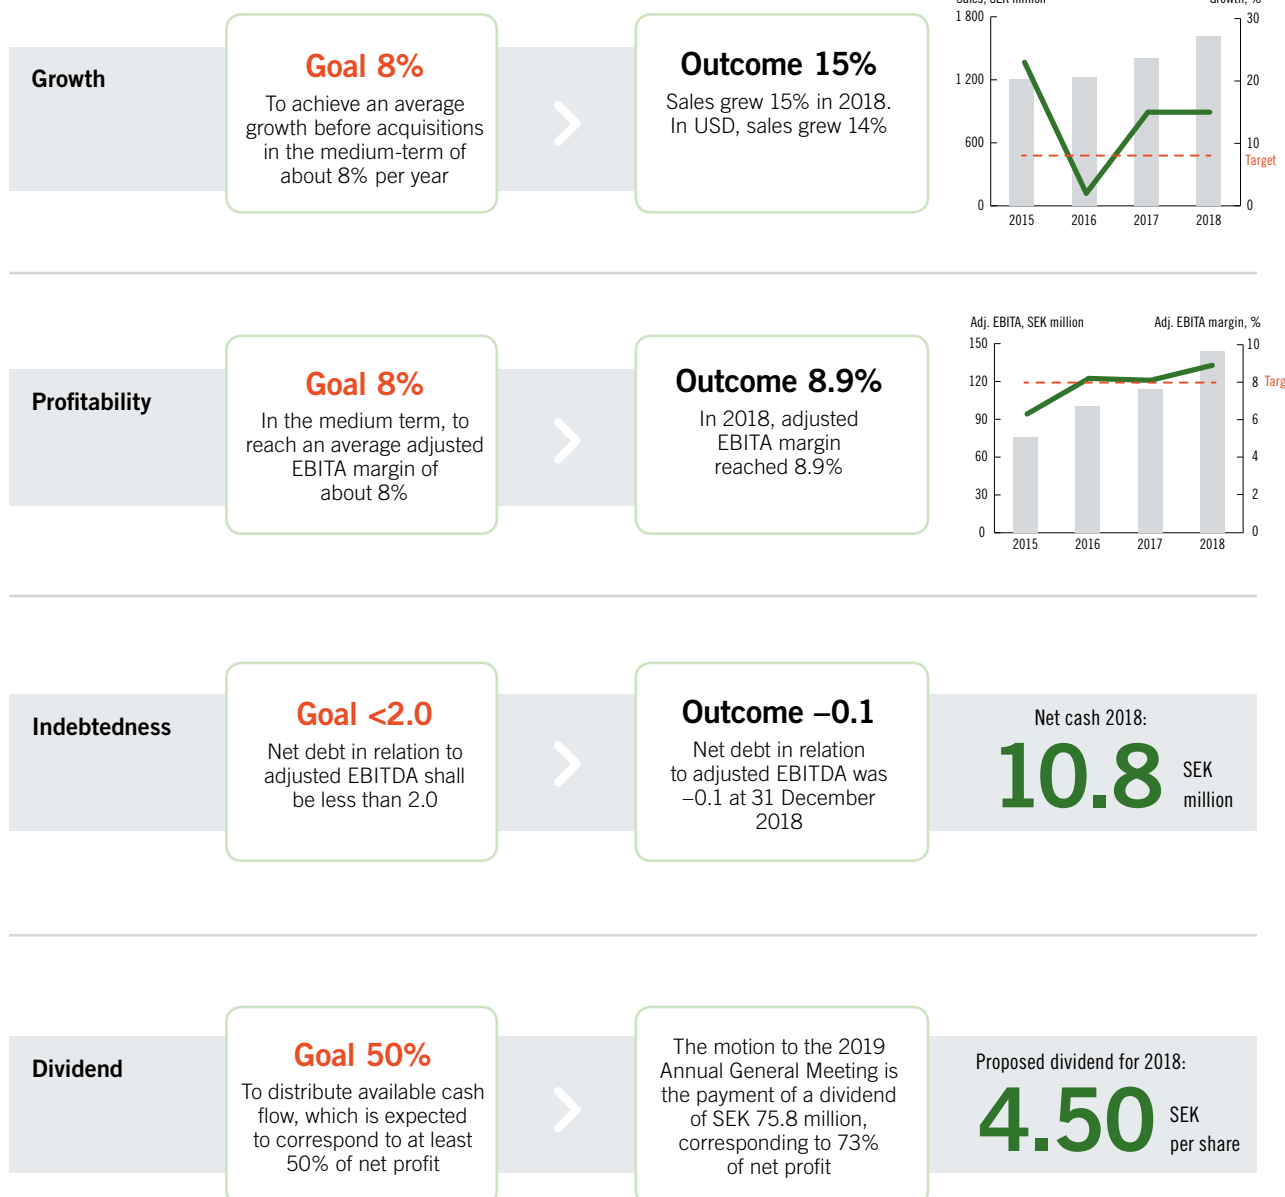 Sales, SEK million
Growth, %
1 800
1 200
600
0
30
20
10
0
Target
2015
2016
2017
2018
Growth
Goal 8%
To achieve an average
growth before acquisitions
in the medium-term of
about 8% per year
Outcome 15%
Sales grew 15% in 2018.
In USD, sales grew 14%
Profitability
Goal 8%
In the medium term, to
reach an average adjusted
EBITA margin of
about 8%
Outcome 8.9%
In 2018, adjusted
EBITA margin
reached 8.9%
Adj. EBITA, SEK million
Adj. EBITA margin, %
150
120
90
60
30
0
10
8
6
4
2
0
Targ
2015
2016
2017
2018
Indebtedness
Goal <2.0
Net debt in relation to
adjusted EBITDA shall
be less than 2.0
Outcome –0.1
Net debt in relation
to adjusted EBITDA was
–0.1 at 31 December
2018
Net cash 2018:
10.8 SEK
million
Dividend
Goal 50%
To distribute available cash
flow, which is expected
to correspond to at least
50% of net profit
The motion to the 2019
Annual General Meeting is
the payment of a dividend
of SEK 75.8 million,
corresponding to 73%
of net profit
Proposed dividend for 2018:
4.50 SEK
per share